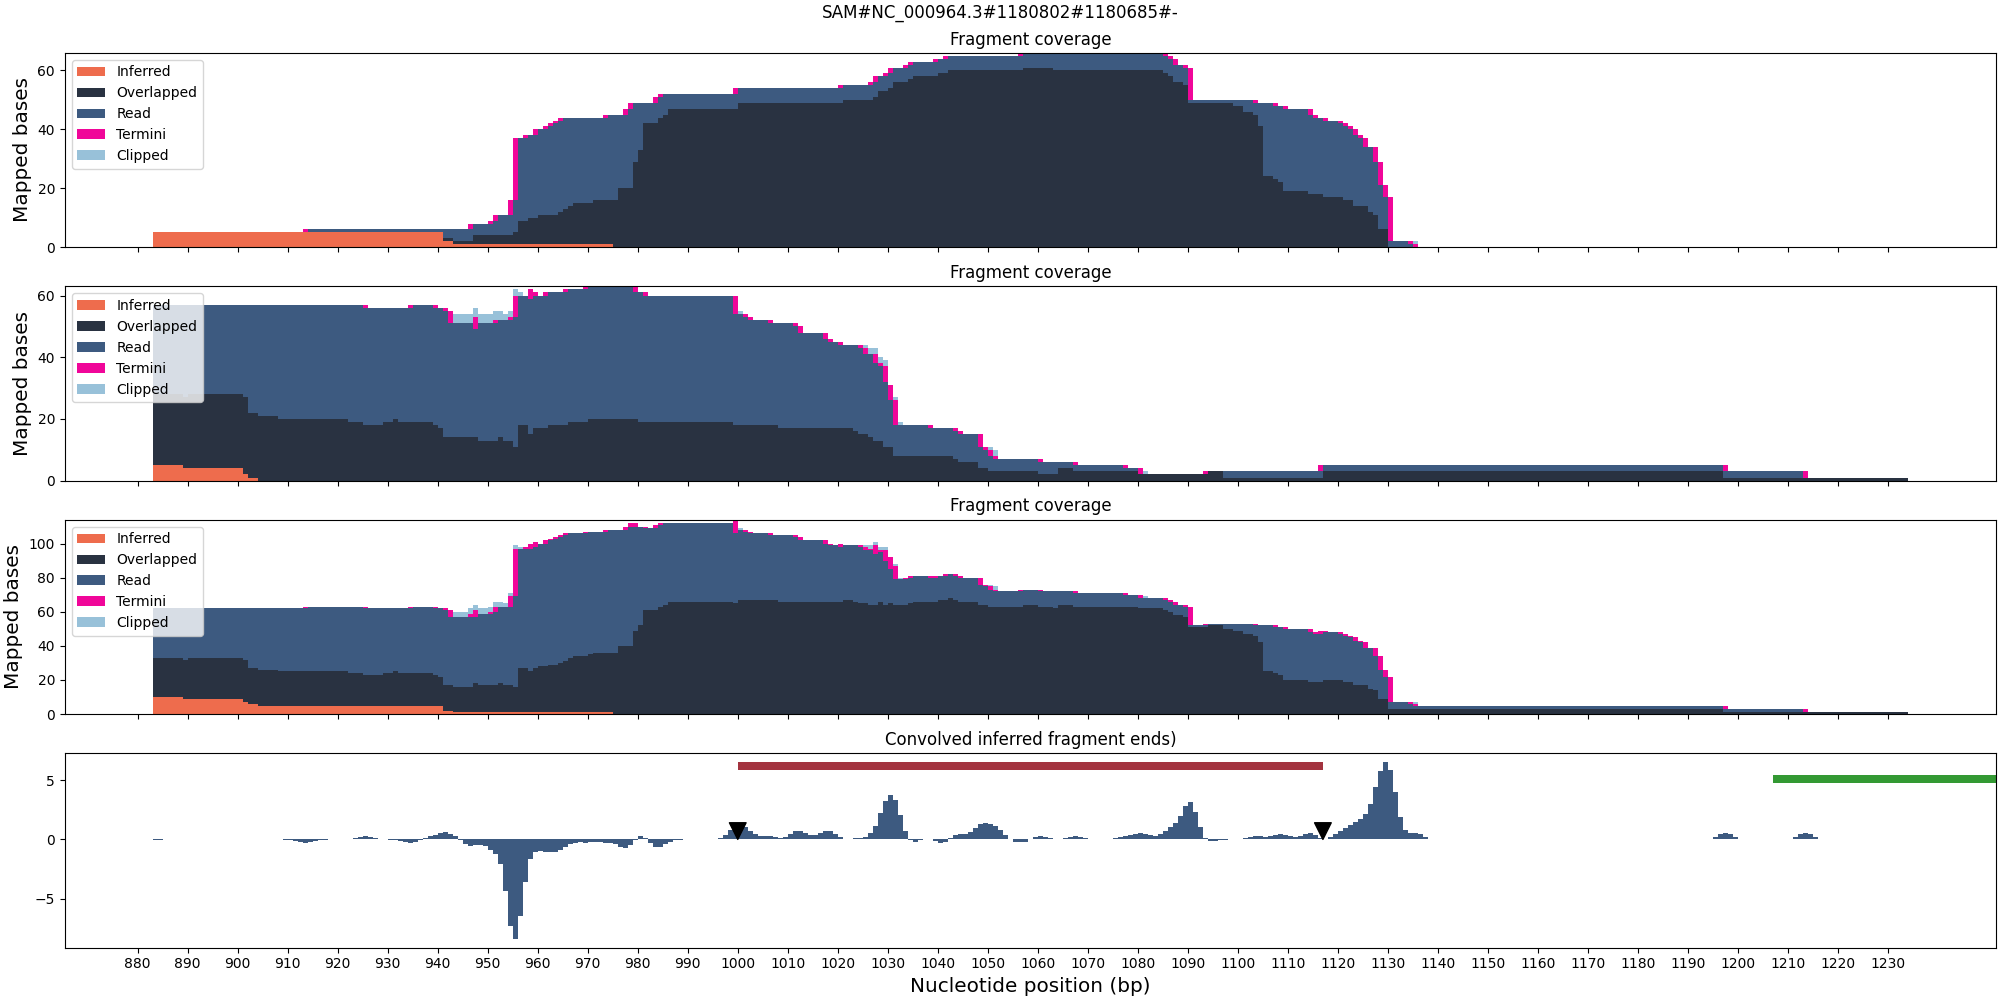 SAM#NC_000964.3#1180802#1180685#-
Fragment coverage
Mapped bases
60
40
20
0
Inferred
Overlapped
Read
Termini
Clipped
Fragment coverage
Mapped bases
60
40
20
0
Inferred
Overlapped
Read
Termini
Clipped
Fragment coverage
Mapped bases
100
80
60
40
20
0
Inferred
Overlapped
Read
Termini
Clipped
Convolved inferred fragment ends)
5
0
−5
880 890 900 910 920 930 940 950 960 970 980 990 1000 1010 1020 1030 1040 1050 1060 1070 1080 1090 1100 1110 1120 1130 1140 1150 1160 1170 1180 1190 1200 1210 1220 1230
Nucleotide position (bp)